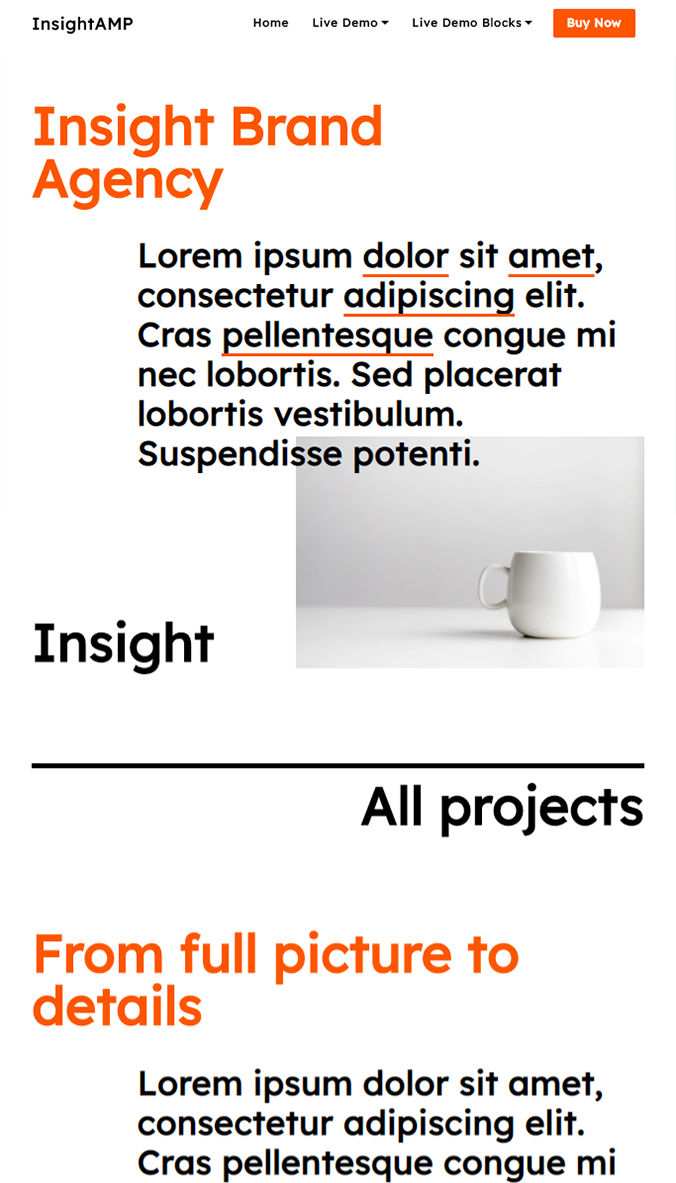 InsightAMP
Home
Live Demo
Live Demo Blocks
Buy Now
Insight Brand
Agency
Lorem ipsum dolor sit amet,
consectetur adipiscing elit.
Cras pellentesque congue mi
nec lobortis. Sed placerat
lobortis vestibulum.
Suspendisse potenti.
Insight
All projects
From full picture to
details
Lorem ipsum dolor sit amet,
consectetur adipiscing elit.
Cras pellentesque congue mi